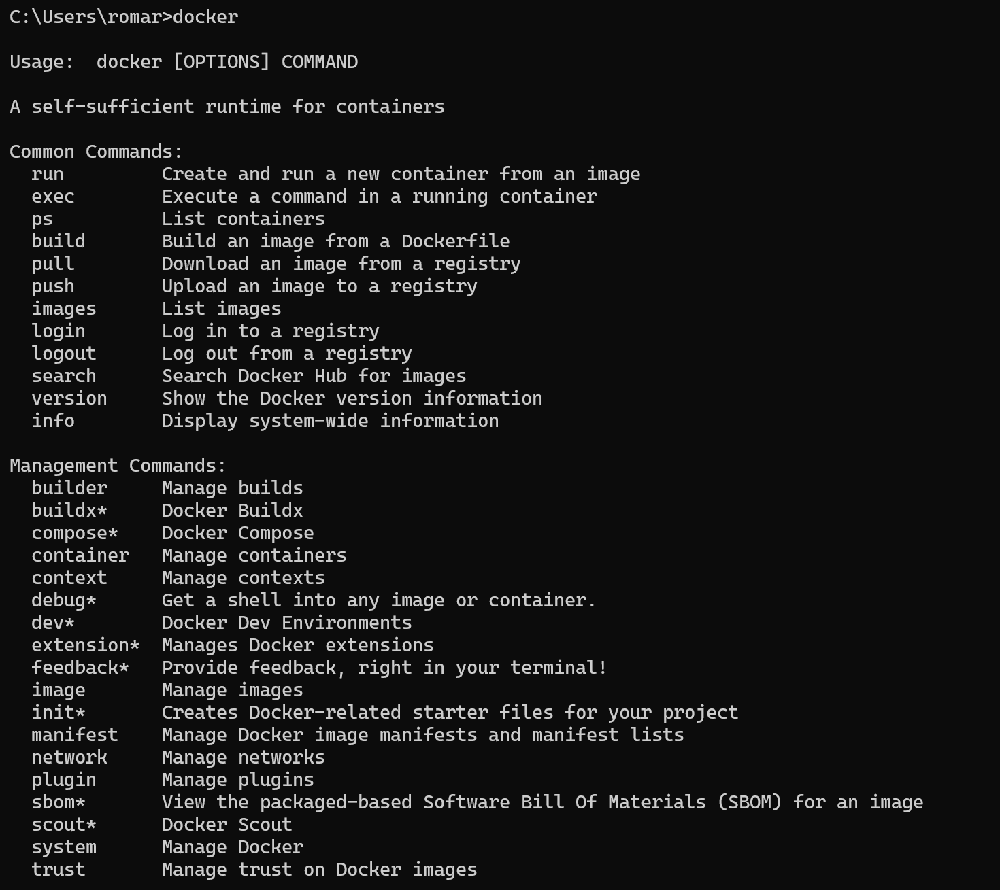 C:\Users\romar>docker
Usage:  docker [OPTIONS] COMMAND
A self-sufficient runtime for containers
Common Commands:
  run         Create and run a new container from an image
  exec        Execute a command in a running container
  ps          List containers
  build       Build an image from a Dockerfile
  pull        Download an image from a registry
  push        Upload an image to a registry
  images      List images
  login       Log in to a registry
  logout      Log out from a registry
  search      Search Docker Hub for images
  version     Show the Docker version information
  info        Display system-wide information
Management Commands:
  builder     Manage builds
  buildx*     Docker Buildx
  compose*    Docker Compose
  container   Manage containers
  context     Manage contexts
  debug*      Get a shell into any image or container.
  dev*        Docker Dev Environments
  extension*  Manages Docker extensions
  feedback*   Provide feedback, right in your terminal!
  image       Manage images
  init*       Creates Docker-related starter files for your project
  manifest    Manage Docker image manifests and manifest lists
  network     Manage networks
  plugin      Manage plugins
  sbom*       View the packaged-based Software Bill Of Materials (SBOM) for an image
  scout*      Docker Scout
  system      Manage Docker
  trust       Manage trust on Docker images